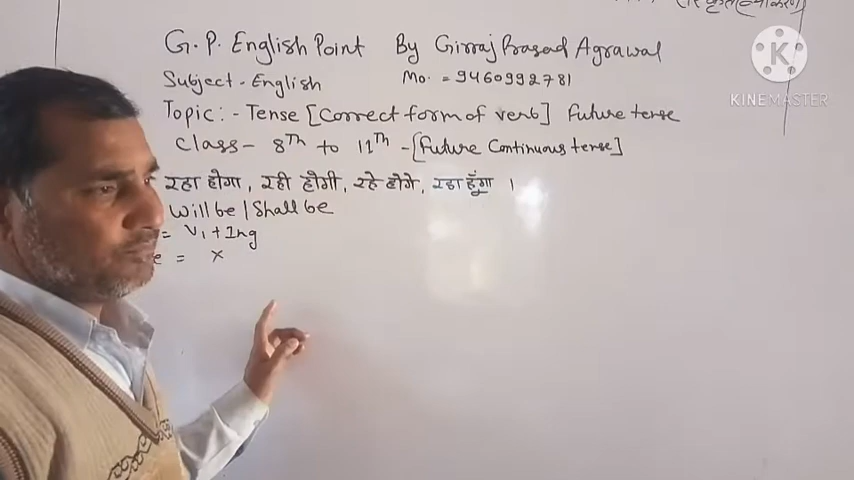 G. P. English Point By Girraj Prasad Agrawal
Subject - English Mo. = 9460992781
Topic :- Tense [Correct form of verb] Future tense
Class - 8Th to 11Th - [Future Continuous tense]
रहा होगा, रही होगी, रहे होंगे, रहा हूँगा ।
Will be / Shall be
= V1 + Ing
e = ×
K
KINEMASTER